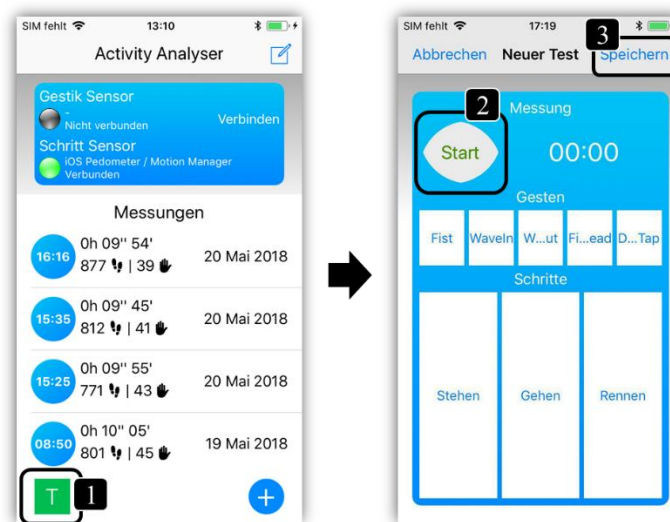 SIM fehlt 13:10
Activity Analyser
Gestik Sensor
-
Nicht verbunden
Verbinden
Schritt Sensor
iOS Pedometer / Motion Manager
Verbunden
Messungen
16:16
0h 09'' 54'
877 | 39
20 Mai 2018
15:35
0h 09'' 45'
812 | 41
20 Mai 2018
15:25
0h 09'' 55'
771 | 43
20 Mai 2018
08:50
0h 10'' 05'
801 | 45
19 Mai 2018
T
1
+
SIM fehlt 17:19
3
Abbrechen Neuer Test Speichern
2
Messung
Start
00:00
Gesten
Fist WaveIn W...ut Fi...ead D...Tap
Schritte
Stehen Gehen Rennen